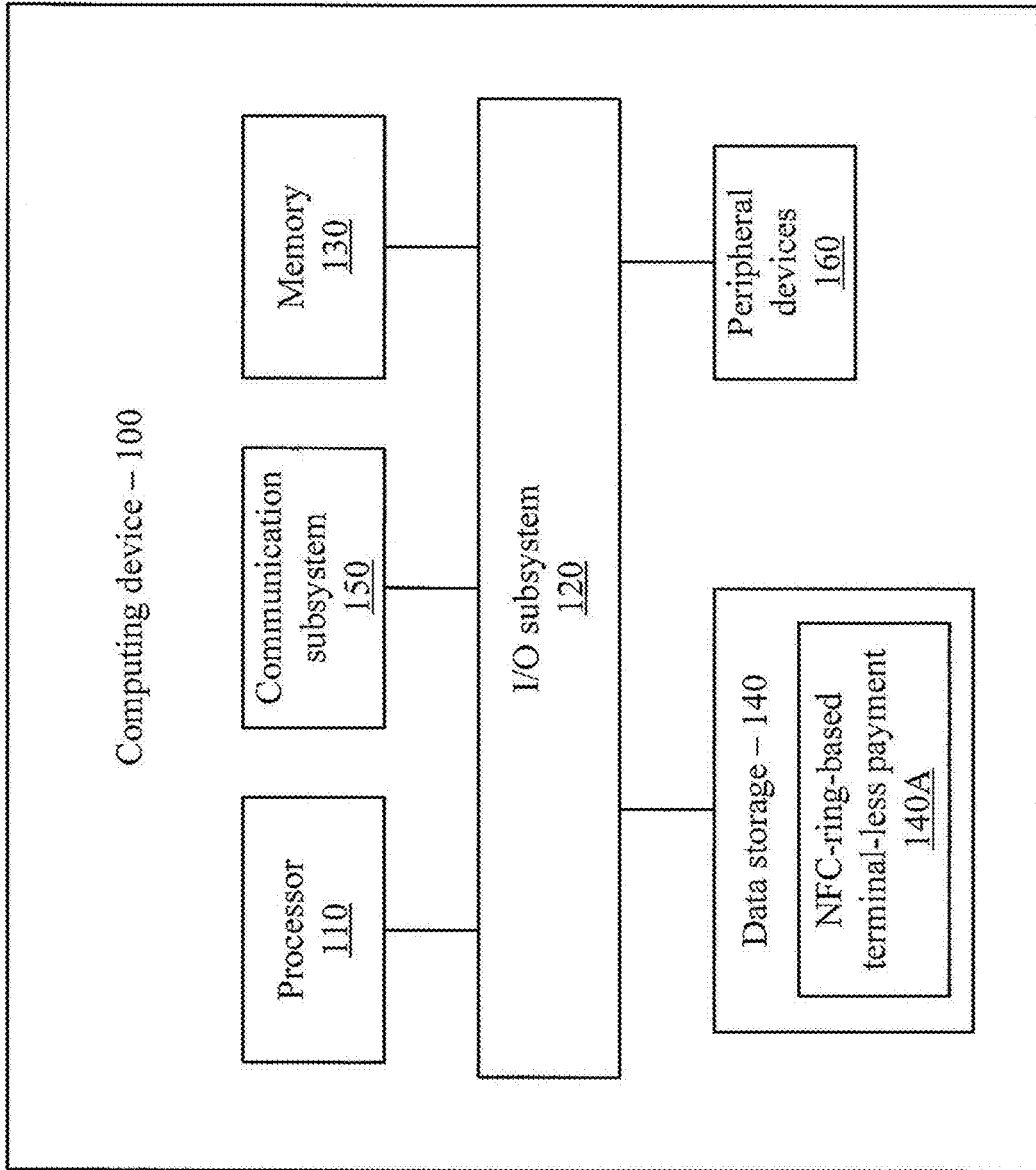 Computing device – 100
Processor
110
Communication
subsystem
150
Memory
130
I/O subsystem
120
Data storage – 140
NFC-ring-based
terminal-less payment
140A
Peripheral
devices
160